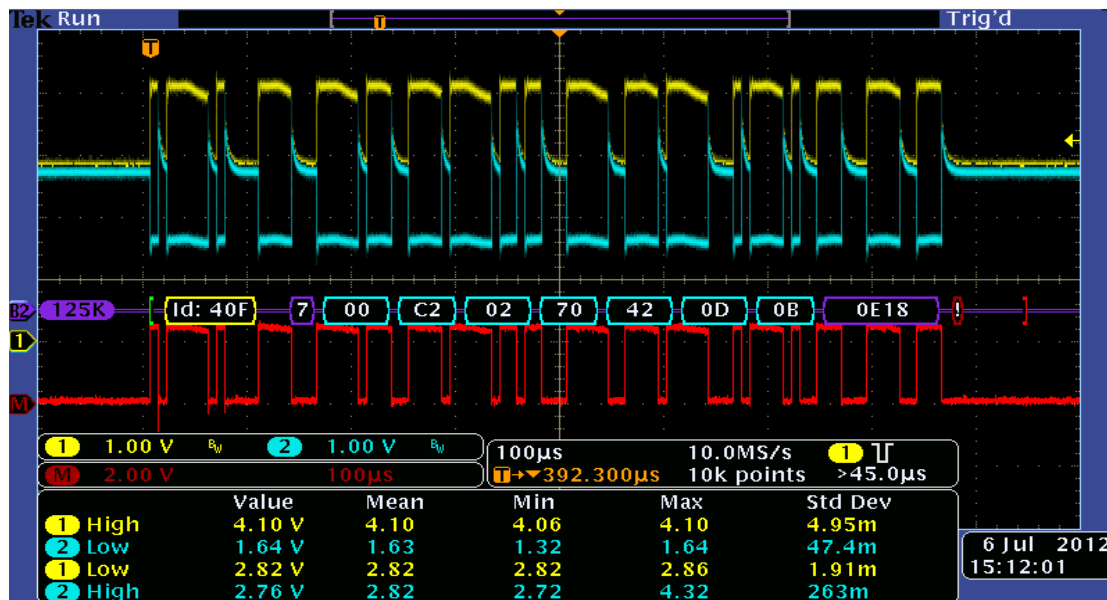 Tek Run Trig'd
T
T
B2 125K Id: 40F 7 00 C2 02 70 42 0D 0B 0E18 !
1
M
1 1.00 V BW 2 1.00 V BW
M 2.00 V 100µs
100µs 10.0MS/s 1
T→▼392.300µs 10k points >45.0µs
Value Mean Min Max Std Dev
1 High 4.10 V 4.10 4.06 4.10 4.95m
2 Low 1.64 V 1.63 1.32 1.64 47.4m
1 Low 2.82 V 2.82 2.82 2.86 1.91m
2 High 2.76 V 2.82 2.72 4.32 263m
6 Jul 2012
15:12:01